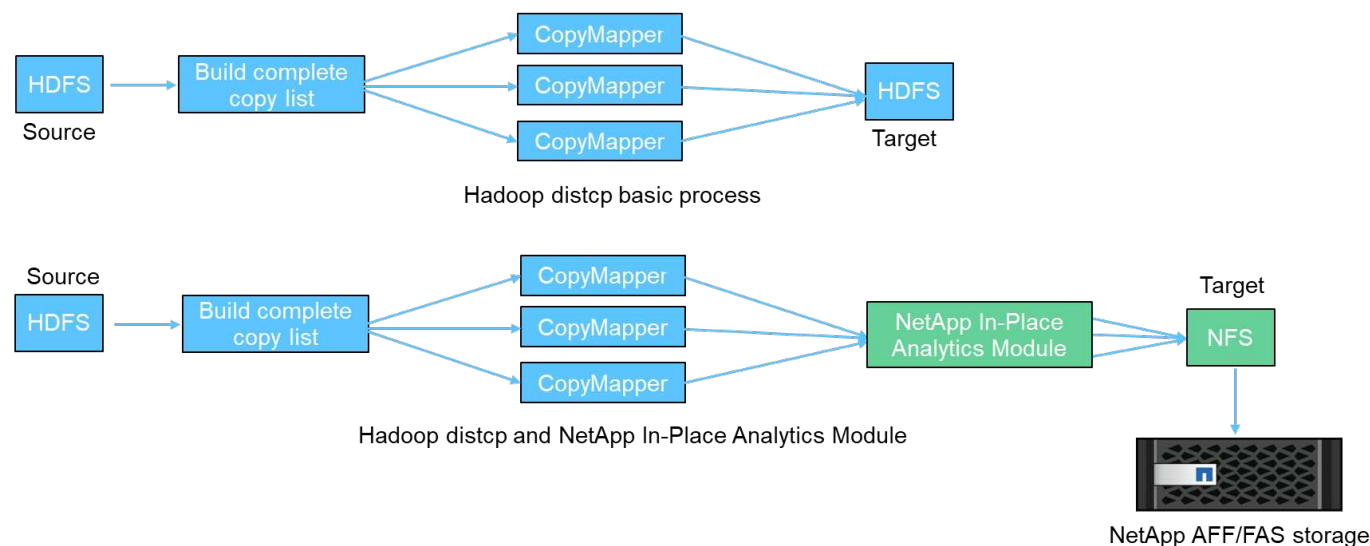 CopyMapper
HDFS
Build complete
copy list
CopyMapper
HDFS
Source
CopyMapper
Target
Hadoop distcp basic process
Source
CopyMapper
Target
HDFS
Build complete
copy list
CopyMapper
NetApp In-Place
Analytics Module
NFS
CopyMapper
Hadoop distcp and NetApp In-Place Analytics Module
NetApp AFF/FAS storage